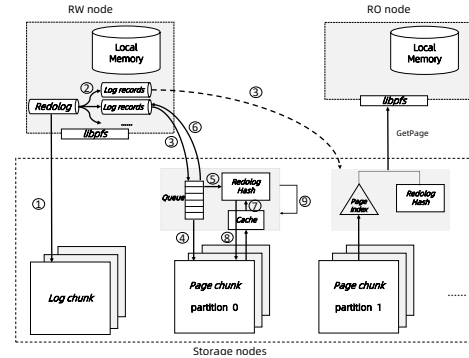 RW node
RO node
Local
Memory
Local
Memory
②
Log records
③
Redolog
Log records
......
libpfs
libpfs
③
⑥
GetPage
①
⑤
Redolog
Hash
Queue
⑦
⑨
Cache
④
⑧
Page
Index
Redolog
Hash
Log chunk
Page chunk
partition 0
Page chunk
partition 1
......
Storage nodes